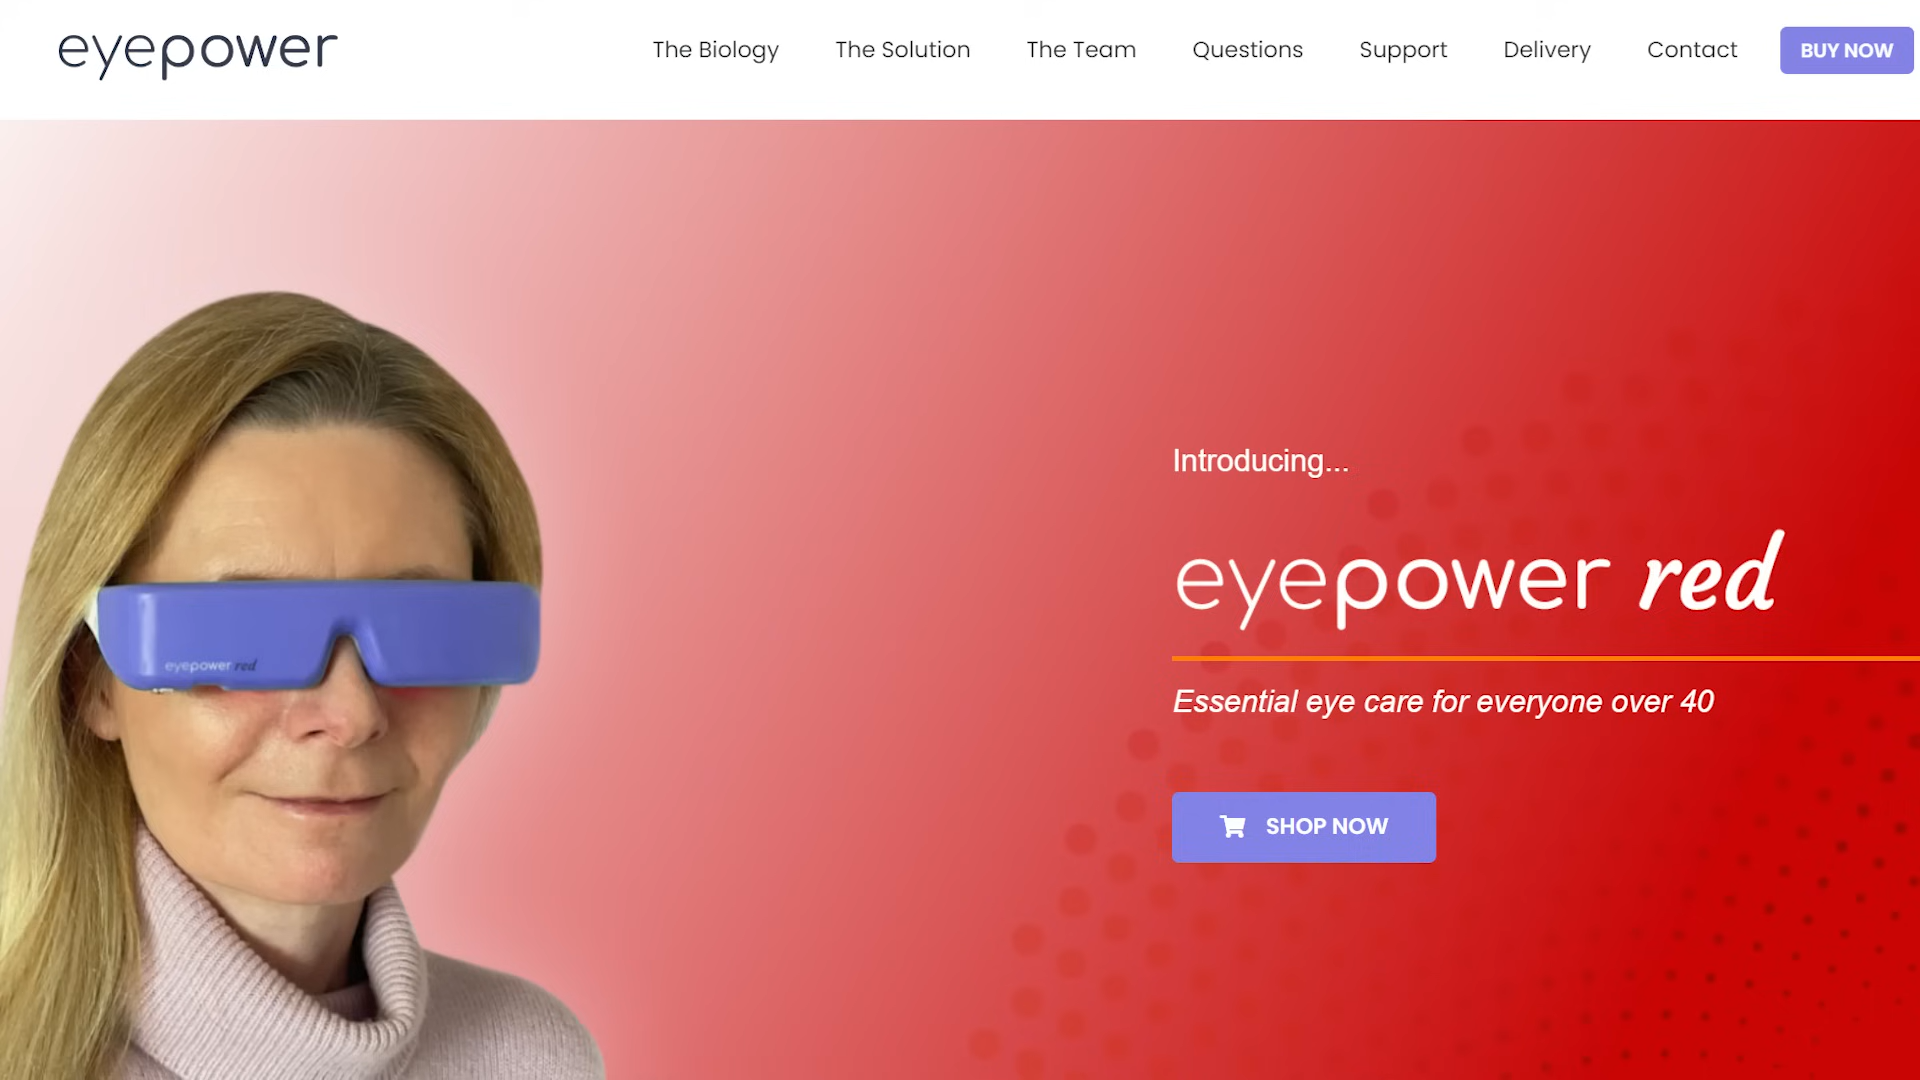 eyepower
The Biology
The Solution
The Team
Questions
Support
Delivery
Contact
BUY NOW
Introducing...
eyepower red
Essential eye care for everyone over 40
SHOP NOW
eyepower red